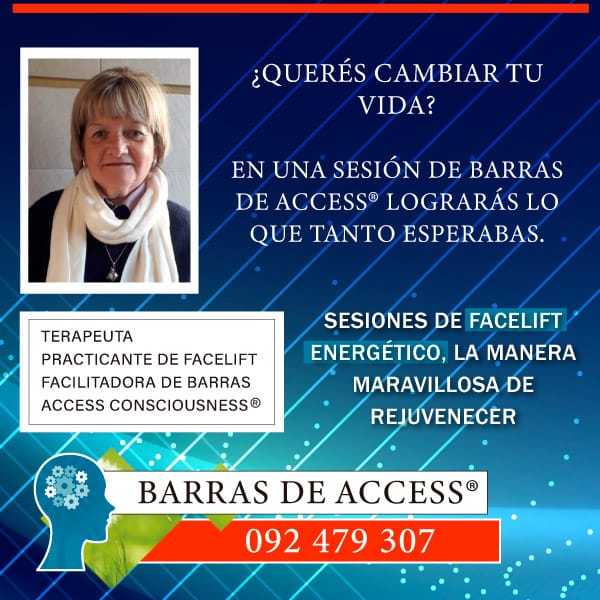 ¿QUERÉS CAMBIAR TU
VIDA?
EN UNA SESIÓN DE BARRAS
DE ACCESS® LOGRARÁS LO
QUE TANTO ESPERABAS.
TERAPEUTA
PRACTICANTE DE FACELIFT
FACILITADORA DE BARRAS
ACCESS CONSCIOUSNESS®
SESIONES DE FACELIFT
ENERGÉTICO, LA MANERA
MARAVILLOSA DE
REJUVENECER
BARRAS DE ACCESS®
092 479 307